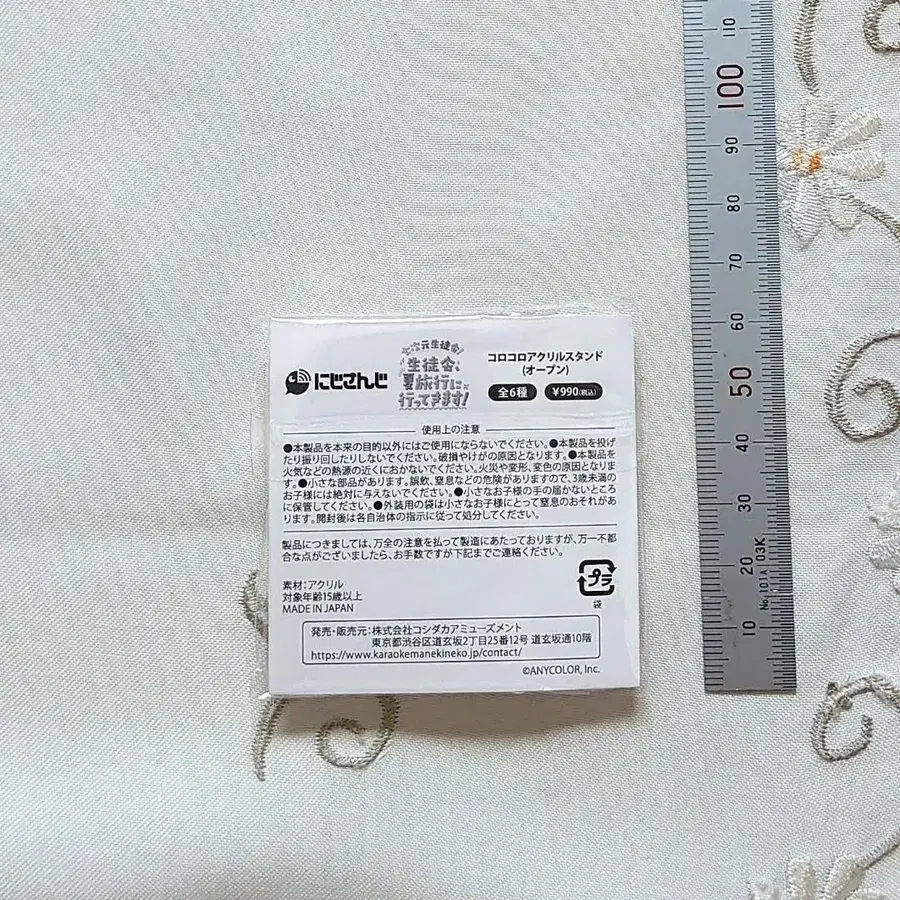 にじさんじ
七次元生徒会!
生徒会、
夏旅行に
行ってきます!
コロコロアクリルスタンド
(オープン)
全6種
¥990(税込)
使用上の注意
●本製品を本来の目的以外にはご使用にならないでください。●本製品を投げ
たり振り回したりしないでください。破損やけがの原因となります。●本製品を
火気などの熱源の近くにおかないでください。火災や変形、変色の原因となりま
す。●小さな部品があります。誤飲、窒息などの危険がありますので、3歳未満の
お子様には絶対に与えないでください。●小さなお子様の手の届かないところ
に保管してください。●外装用の袋は小さなお子様にとって窒息のおそれがあ
ります。開封後は各自治体の指示に従って処分してください。
製品につきましては、万全の注意を払って製造にあたっておりますが、万一不都
合な点がございましたら、お手数ですが下記までご連絡ください。
素材:アクリル
対象年齢15歳以上
MADE IN JAPAN
プラ
袋
発売・販売元:株式会社コシダカアミューズメント
東京都渋谷区道玄坂2丁目25番12号 道玄坂通10階
https://www.karaokemanekineko.jp/contact/
©ANYCOLOR, Inc.
110
100
90
80
70
60
50
40
30
20
10
No.101A 03K